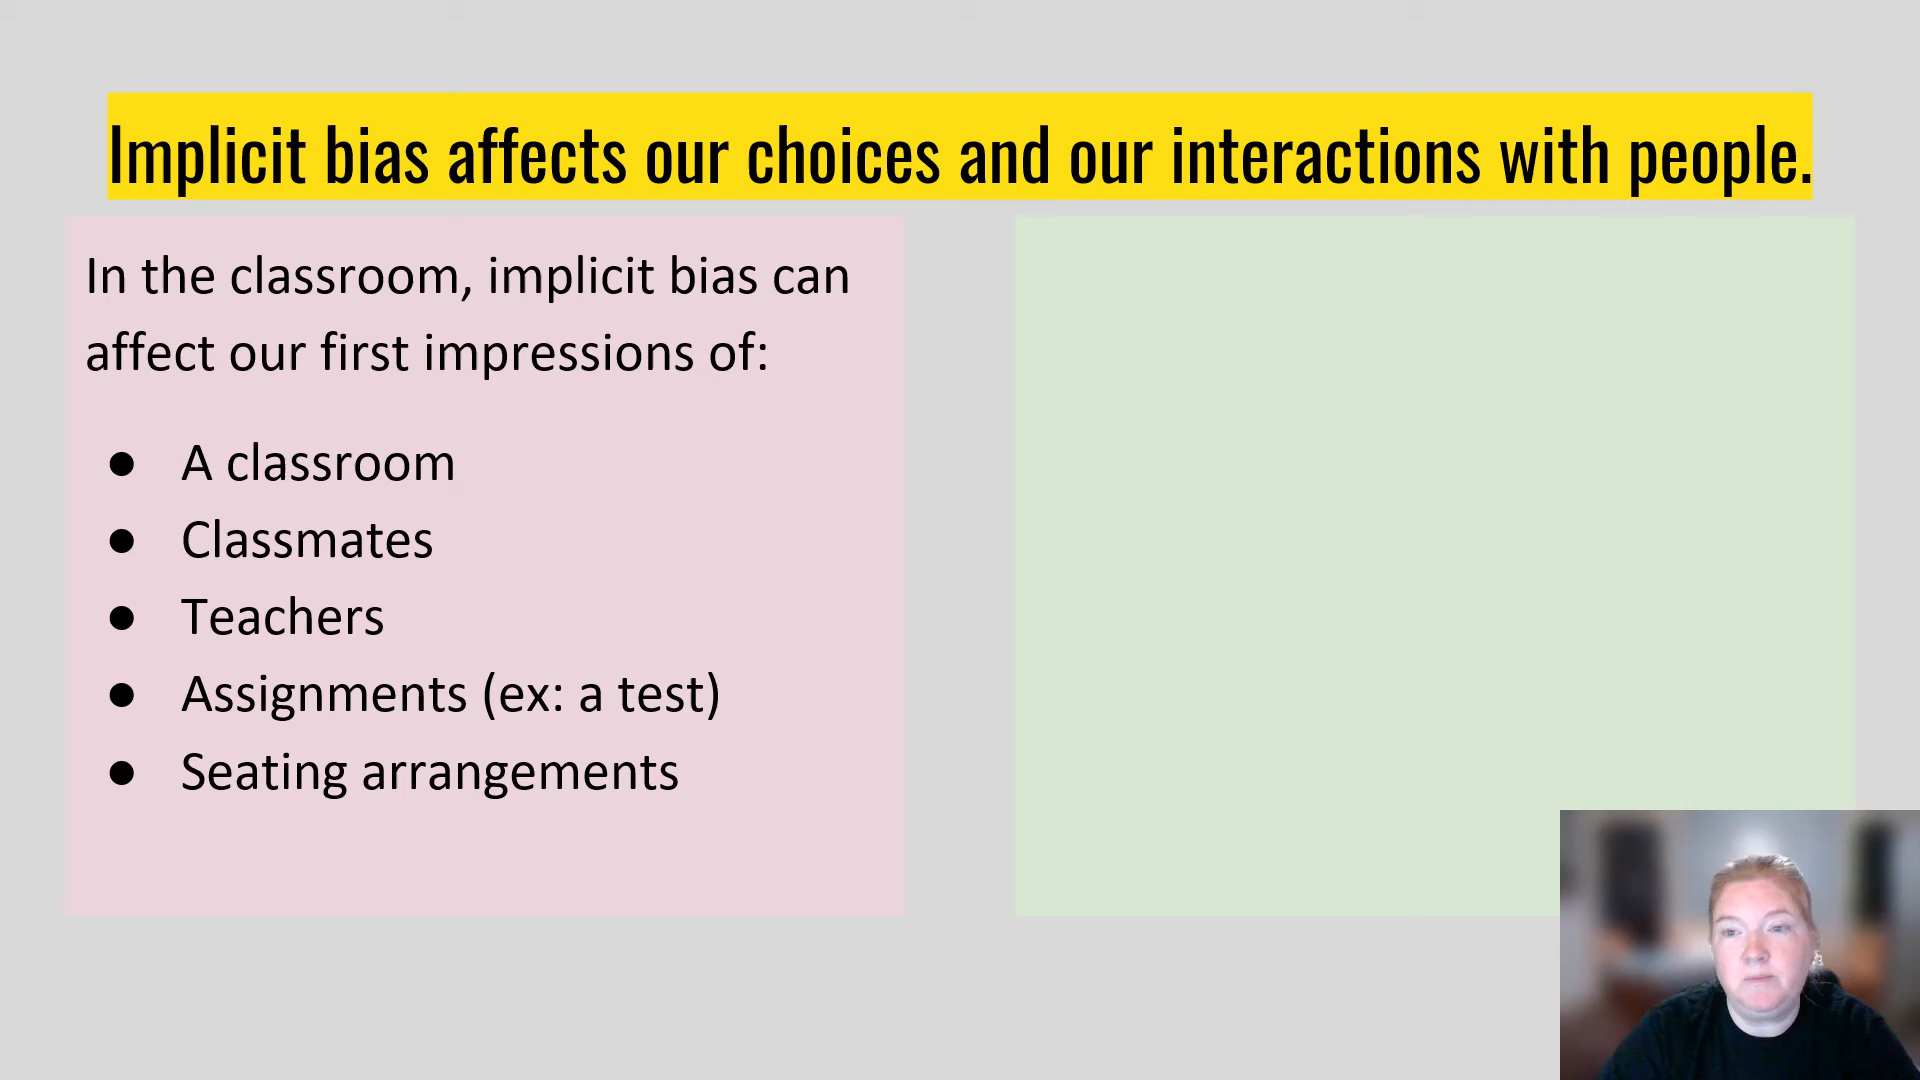 Implicit bias affects our choices and our interactions with people.
In the classroom, implicit bias can
affect our first impressions of:
● A classroom
● Classmates
● Teachers
● Assignments (ex: a test)
● Seating arrangements